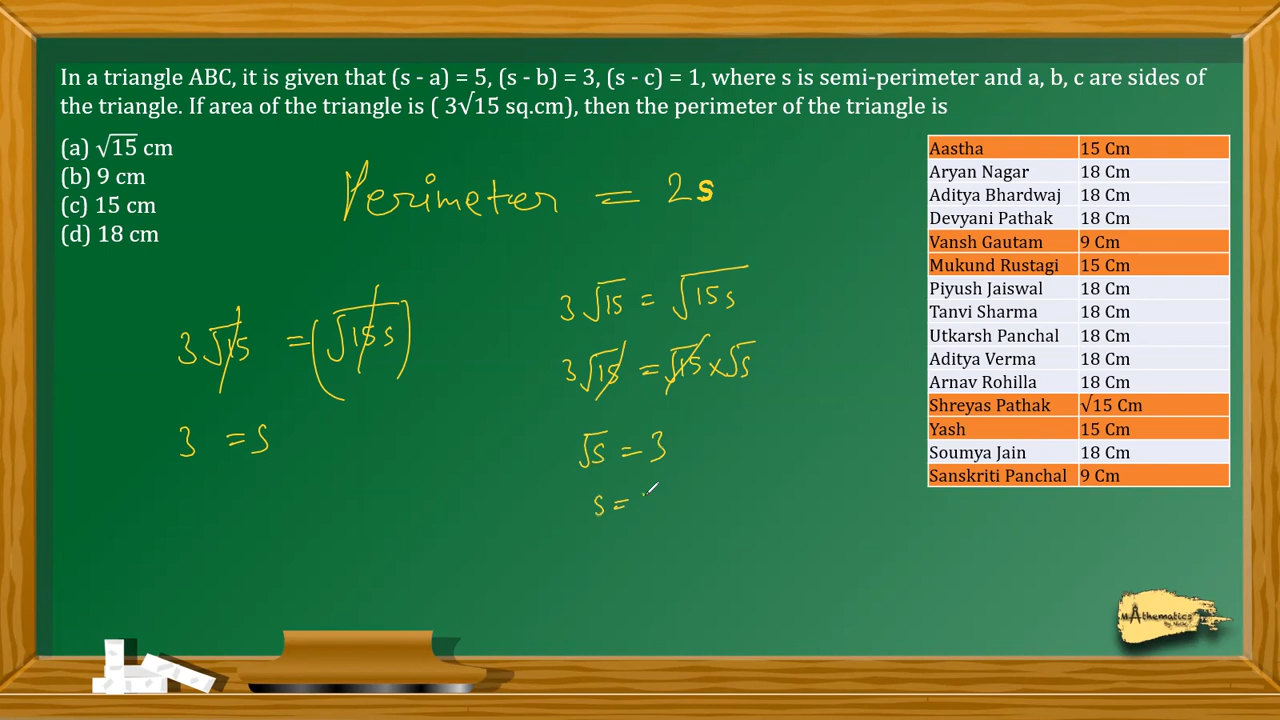 In a triangle ABC, it is given that (s - a) = 5, (s - b) = 3, (s - c) = 1, where s is semi-perimeter and a, b, c are sides of
the triangle. If area of the triangle is ( 3√15 sq.cm), then the perimeter of the triangle is
(a) √15 cm
(b) 9 cm
(c) 15 cm
(d) 18 cm
Perimeter = 2s
3√15 = (√15s)
3 = s
3√15 = √15s
3√15 = √15 × √s
√s = 3
s =
Aastha 15 Cm
Aryan Nagar 18 Cm
Aditya Bhardwaj 18 Cm
Devyani Pathak 18 Cm
Vansh Gautam 9 Cm
Mukund Rustagi 15 Cm
Piyush Jaiswal 18 Cm
Tanvi Sharma 18 Cm
Utkarsh Panchal 18 Cm
Aditya Verma 18 Cm
Arnav Rohilla 18 Cm
Shreyas Pathak √15 Cm
Yash 15 Cm
Soumya Jain 18 Cm
Sanskriti Panchal 9 Cm
mAthematics